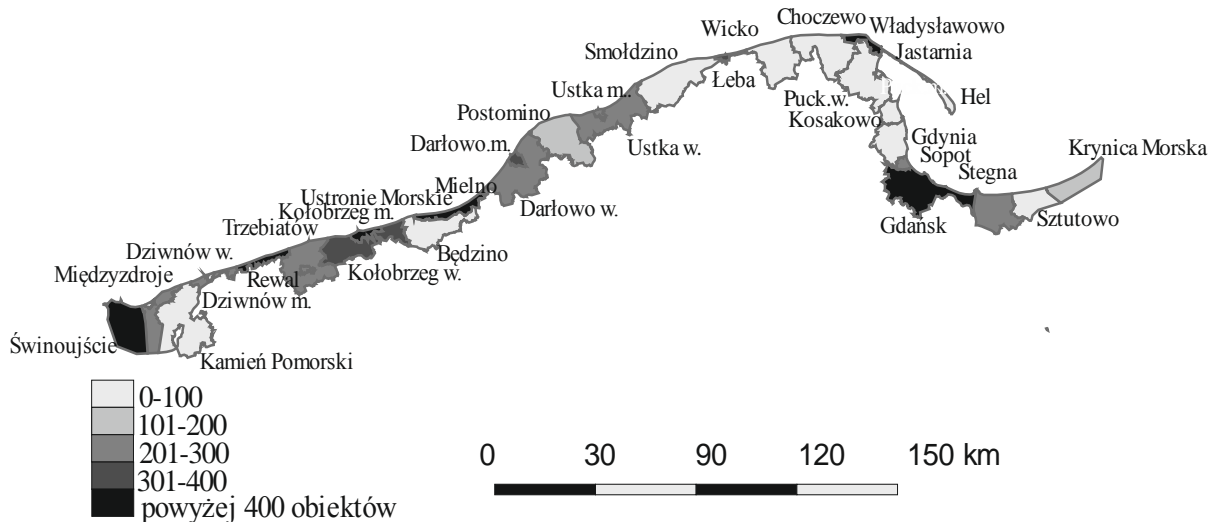 Choczewo
Wicko
Władysławowo
Smołdzino
Jastarnia
Łeba
Ustka m..
Puck.w.
Hel
Postomino
Kosakowo
Gdynia
Darłowo.m.
Ustka w.
Sopot
Krynica Morska
Stegna
Mielno
Ustronie Morskie
Kołobrzeg m.
Darłowo w.
Gdańsk
Sztutowo
Trzebiatów
Dziwnów w.
Będzino
Międzyzdroje
Rewal
Kołobrzeg w.
Dziwnów m.
Świnoujście
Kamień Pomorski
0-100
101-200
201-300
301-400
powyżej 400 obiektów
0 30 90 120 150 km